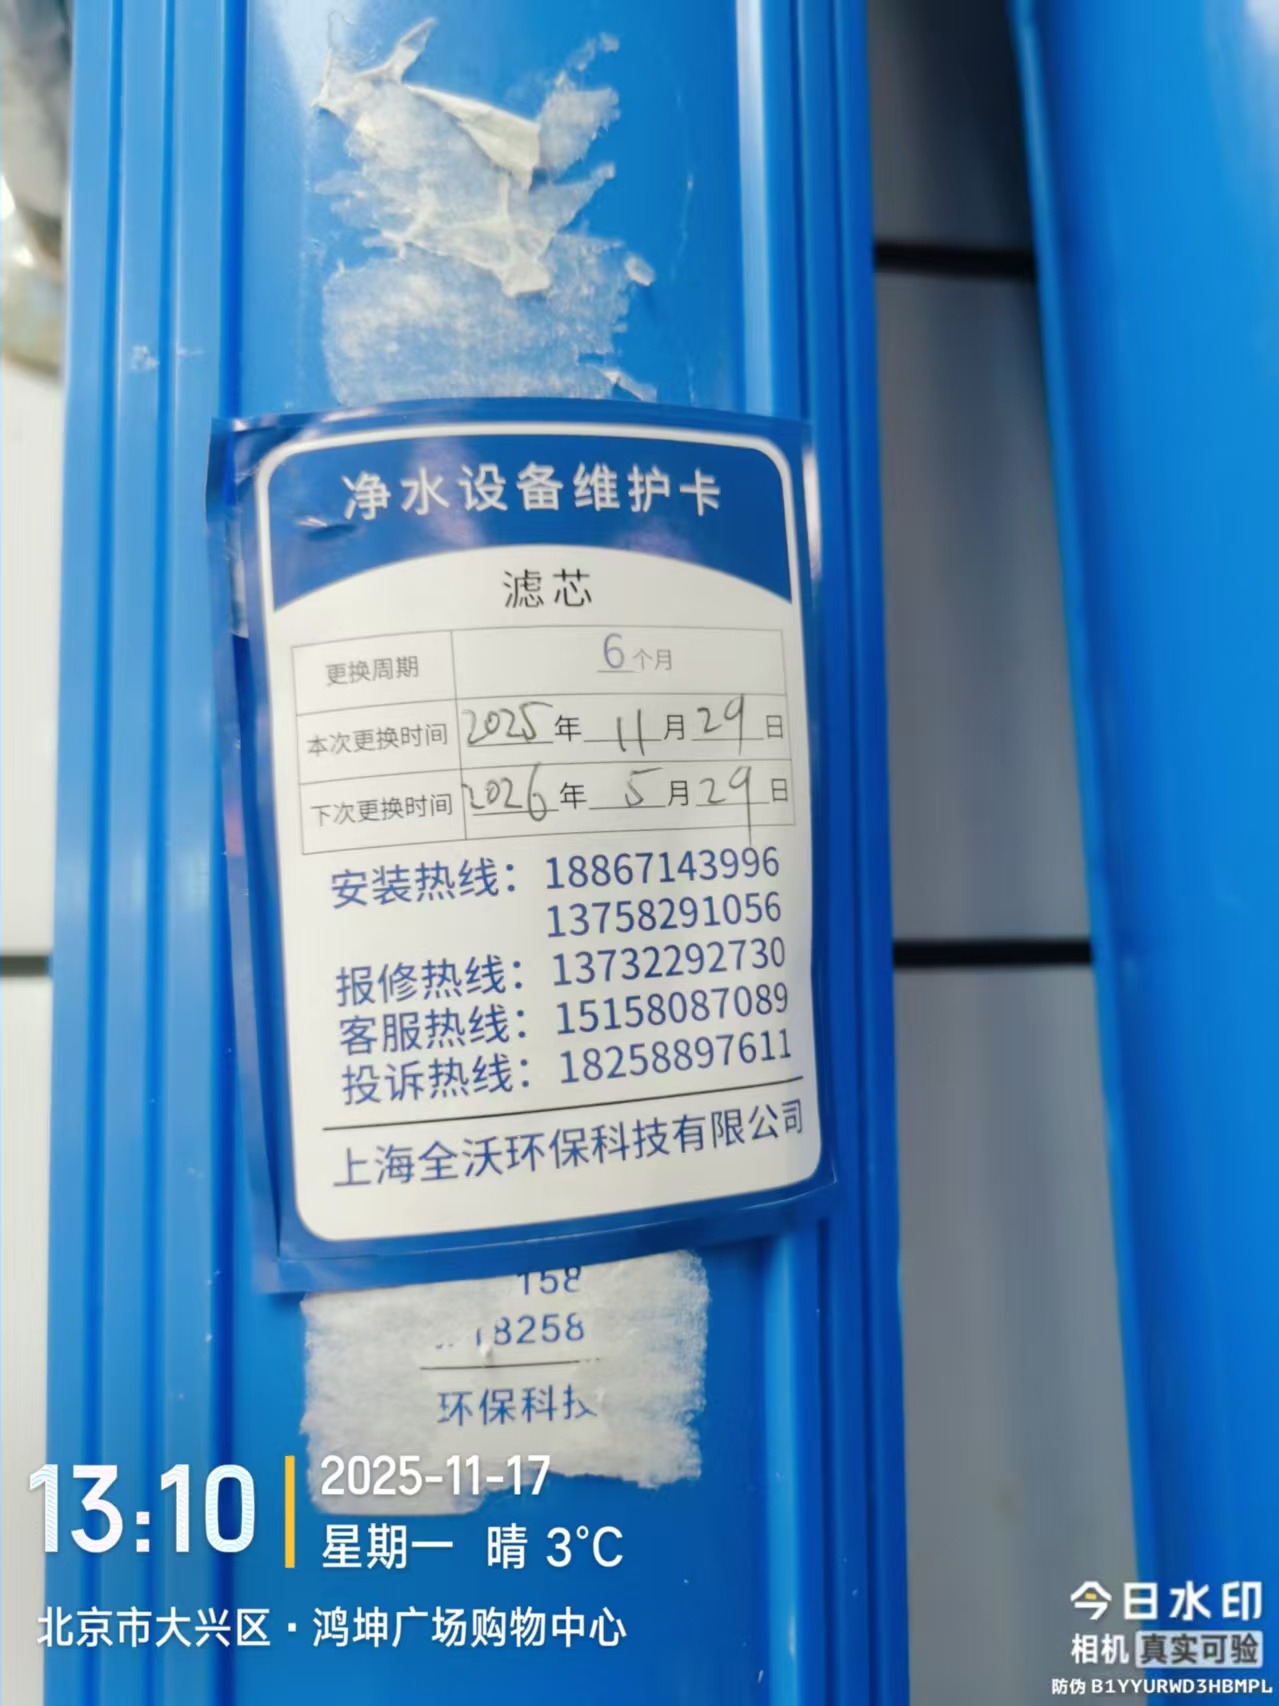 净水设备维护卡
滤芯
更换周期 6个月
本次更换时间 2025年11月29日
下次更换时间 2026年5月29日
安装热线：18867143996
13758291056
报修热线：13732292730
客服热线：15158087089
投诉热线：18258897611
上海全沃环保科技有限公司
158
18258
环保科技
13:10
2025-11-17
星期一 晴 3°C
北京市大兴区·鸿坤广场购物中心
今日水印
相机 真实可验
防伪 B1YYURWD3HBMPL